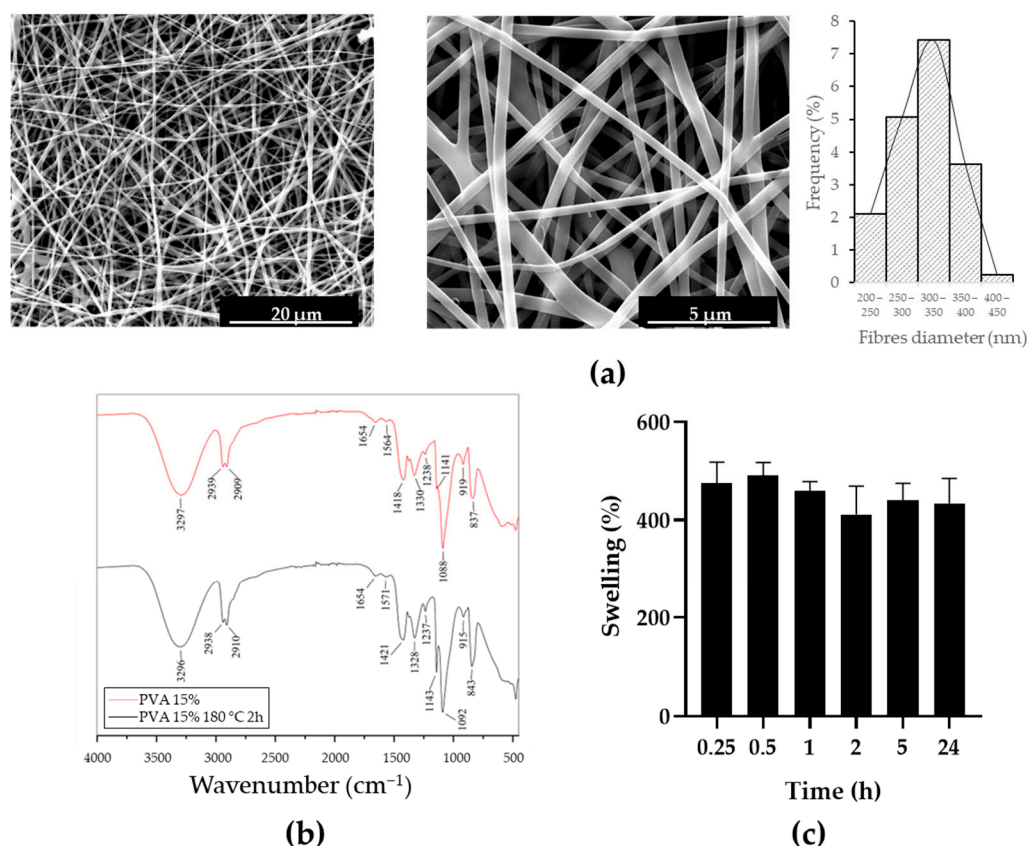 20 µm
5 µm
8
7
6
5
4
3
2
1
0
Frequency (%)
200 – 250 – 300 – 350 - 400 –
250 300 350 400 450
Fibres diameter (nm)
(a)
3297
2939
2909
1654
1564
1418
1330
1238
1141
1088
919
837
3296
2938
2910
1654
1571
1421
1328
1237
1143
1092
915
843
PVA 15%
PVA 15% 180 °C 2h
4000 3500 3000 2500 2000 1500 1000 500
Wavenumber (cm⁻¹)
(b)
600
400
200
0
Swelling (%)
0.25 0.5 1 2 5 24
Time (h)
(c)